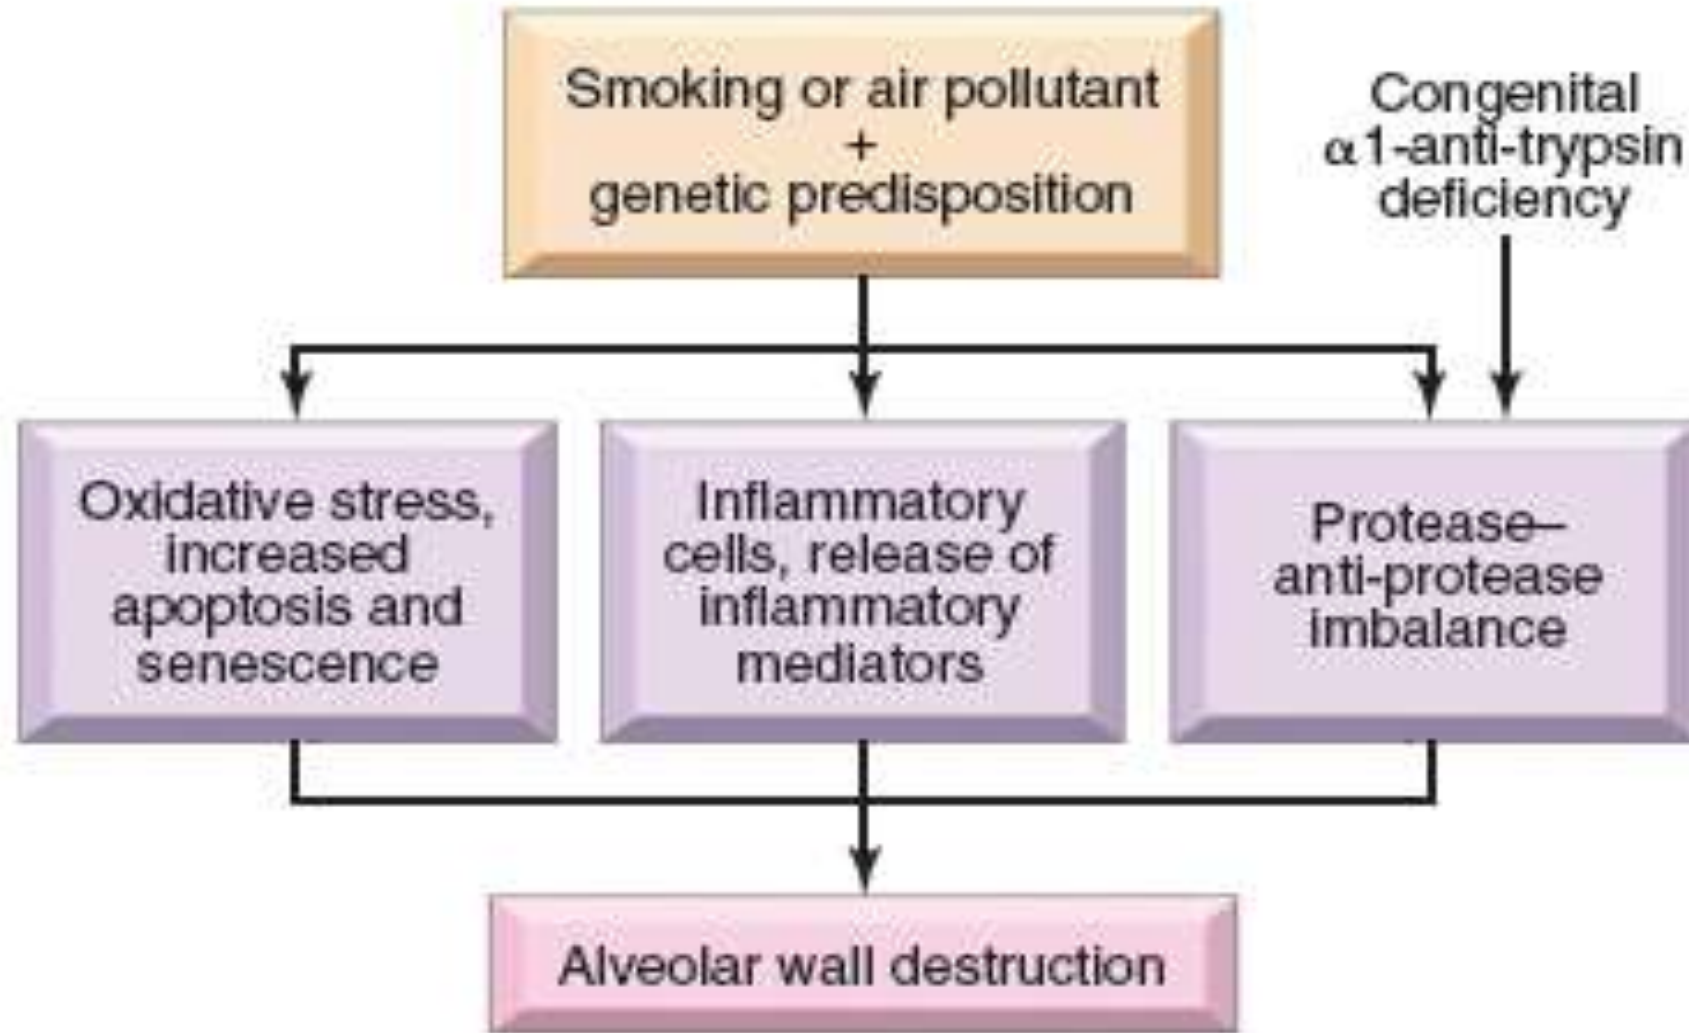 Smoking or air pollutant
+
genetic predisposition
Congenital
α1-anti-trypsin
deficiency
Oxidative stress,
increased
apoptosis and
senescence
Inflammatory
cells, release of
inflammatory
mediators
Protease–
anti-protease
imbalance
Alveolar wall destruction